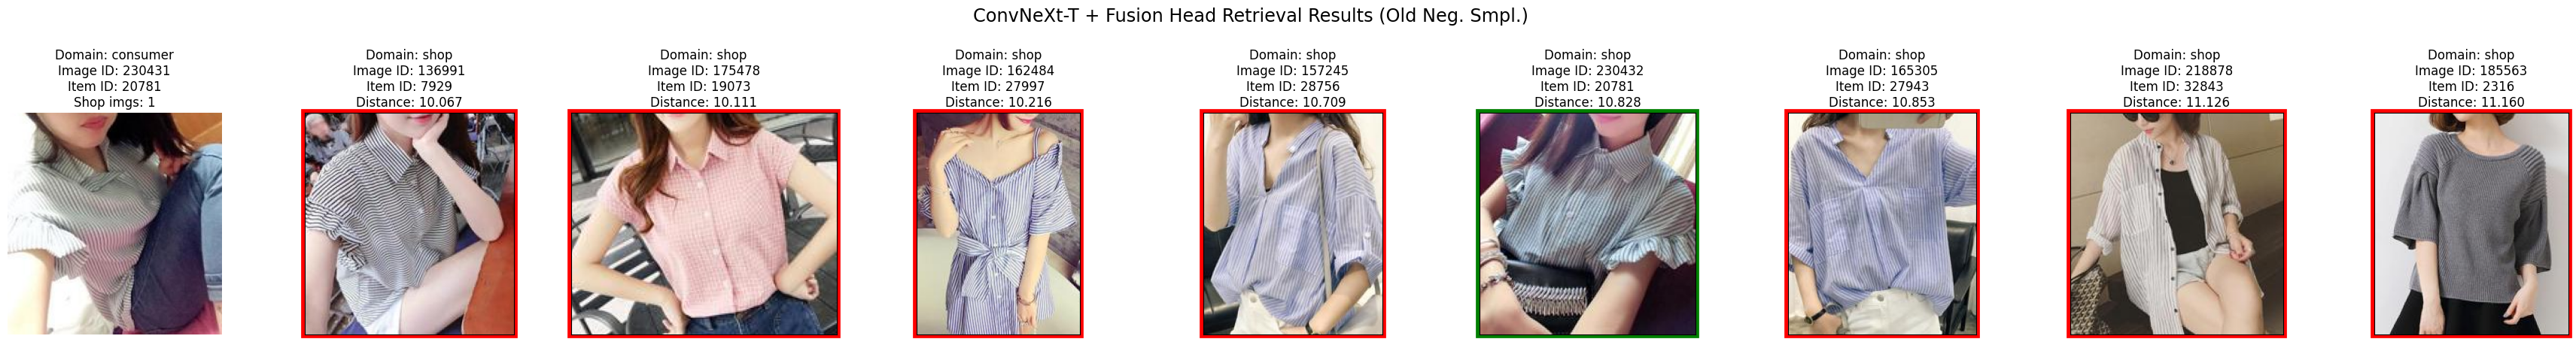 ConvNeXt-T + Fusion Head Retrieval Results (Old Neg. Smpl.)
Domain: consumer
Image ID: 230431
Item ID: 20781
Shop imgs: 1
Domain: shop
Image ID: 136991
Item ID: 7929
Distance: 10.067
Domain: shop
Image ID: 175478
Item ID: 19073
Distance: 10.111
Domain: shop
Image ID: 162484
Item ID: 27997
Distance: 10.216
Domain: shop
Image ID: 157245
Item ID: 28756
Distance: 10.709
Domain: shop
Image ID: 230432
Item ID: 20781
Distance: 10.828
Domain: shop
Image ID: 165305
Item ID: 27943
Distance: 10.853
Domain: shop
Image ID: 218878
Item ID: 32843
Distance: 11.126
Domain: shop
Image ID: 185563
Item ID: 2316
Distance: 11.160